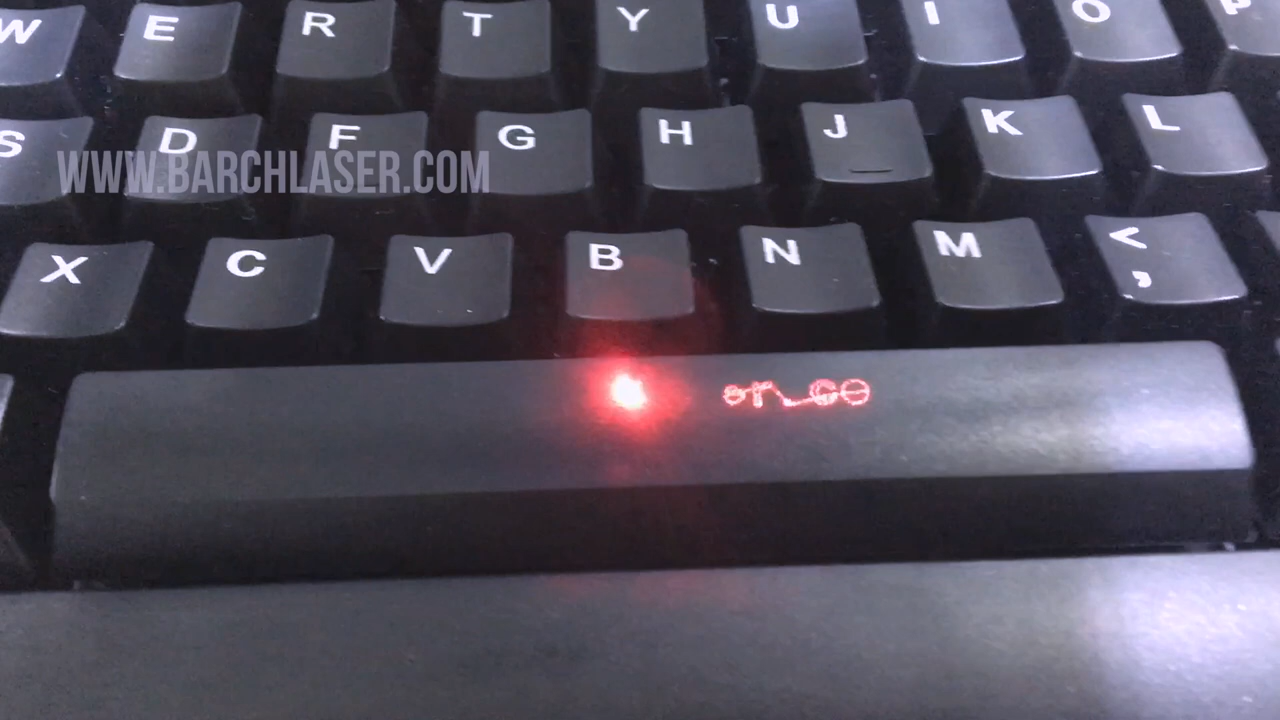 W E R T Y U I O P
S D F G H J K L
WWW.BARCHLASER.COM
X C V B N M < ,